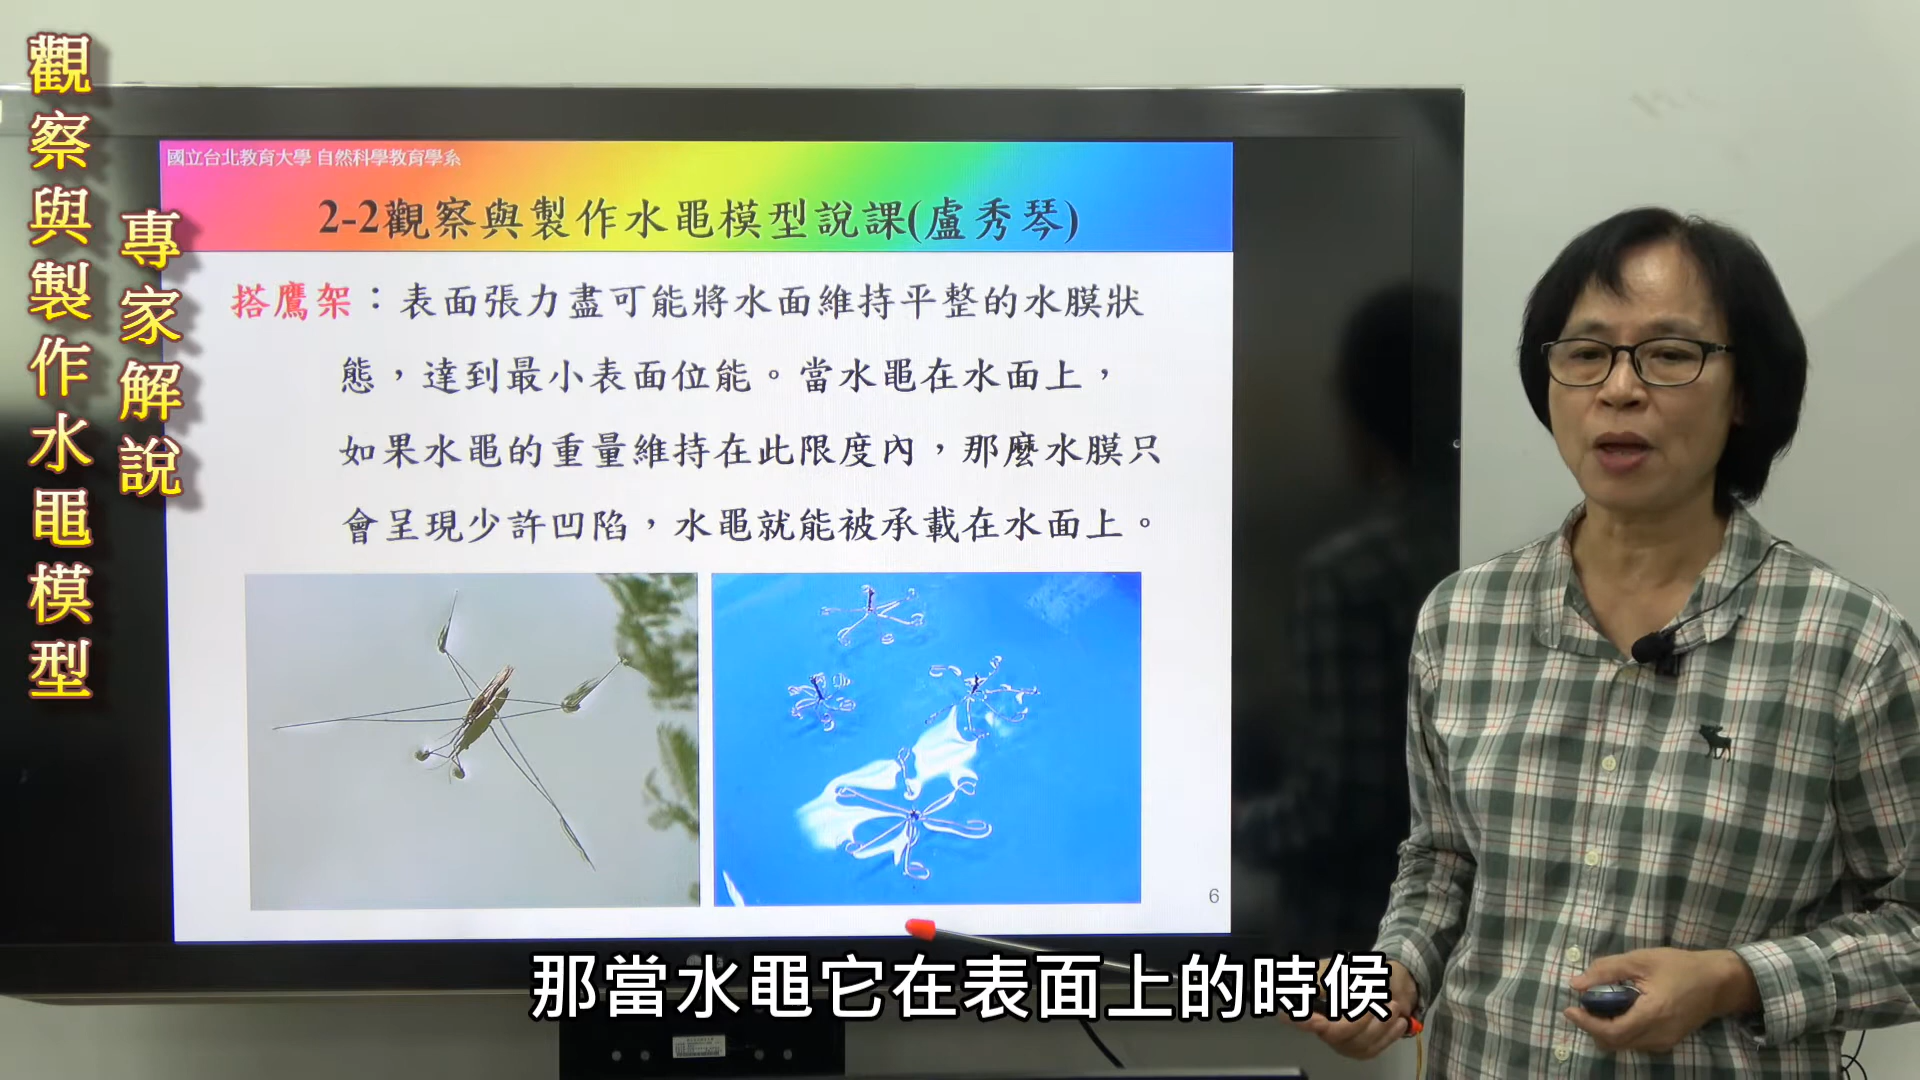 觀察與製作水黽模型
專家解說
國立台北教育大學 自然科學教育學系
2-2觀察與製作水黽模型說課(盧秀琴)
搭鷹架：表面張力盡可能將水面維持平整的水膜狀
態，達到最小表面位能。當水黽在水面上，
如果水黽的重量維持在此限度內，那麼水膜只
會呈現少許凹陷，水黽就能被承載在水面上。
6
那當水黽它在表面上的時候